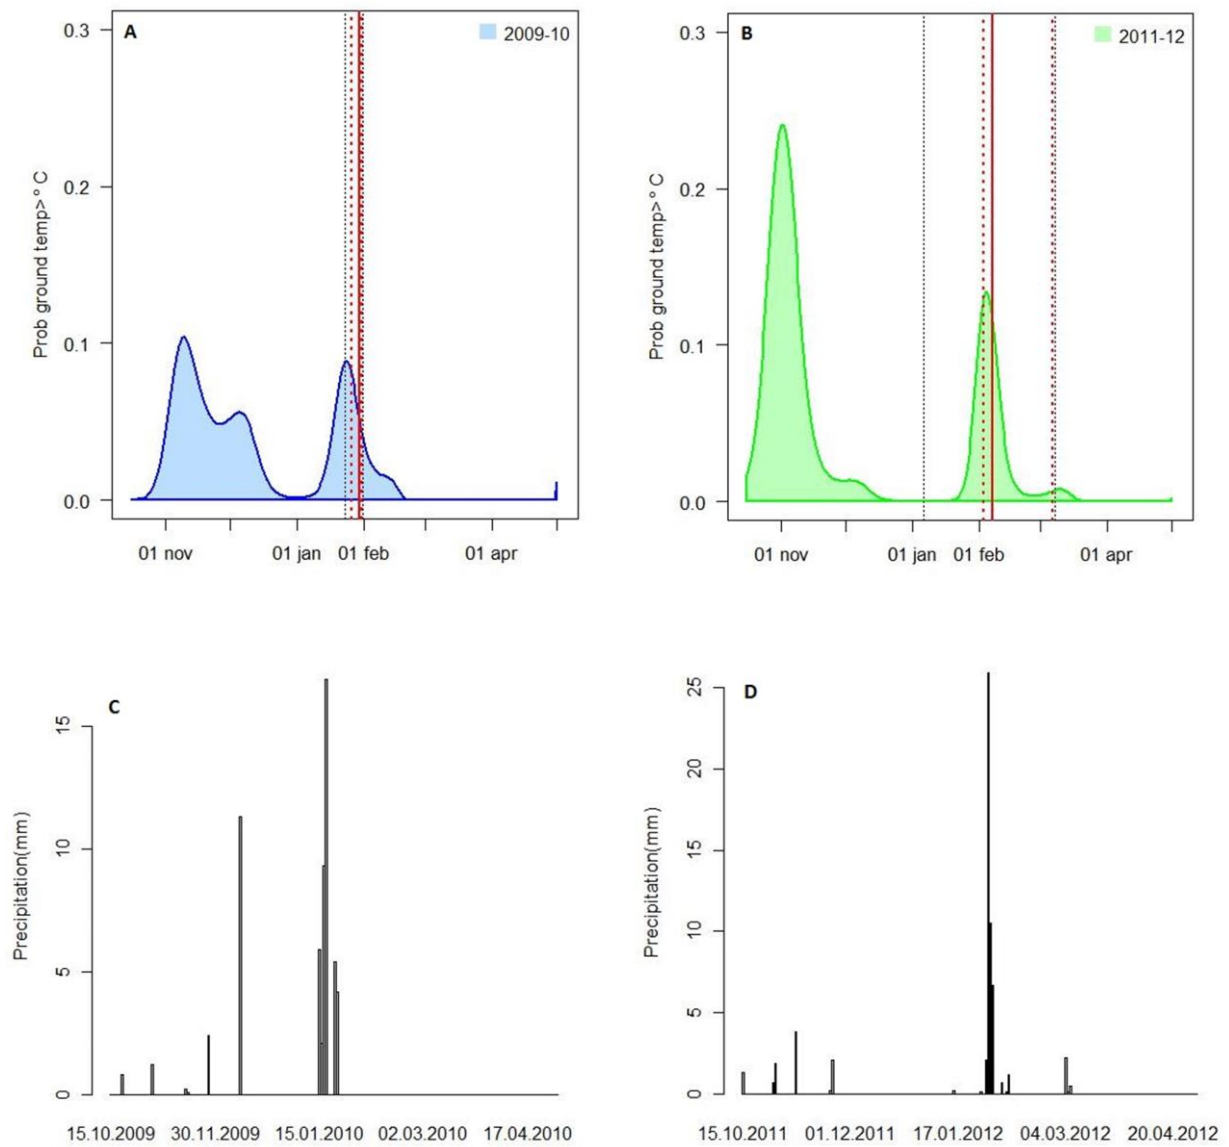 A
2009-10
0.3
0.2
0.1
0.0
Prob ground temp>° C
01 nov
01 jan
01 feb
01 apr
B
2011-12
0.3
0.2
0.1
0.0
Prob ground temp>° C
01 nov
01 jan
01 feb
01 apr
C
15
10
5
0
Precipitation(mm)
15.10.2009
30.11.2009
15.01.2010
02.03.2010
17.04.2010
D
25
20
15
10
5
0
Precipitation(mm)
15.10.2011
01.12.2011
17.01.2012
04.03.2012
20.04.2012